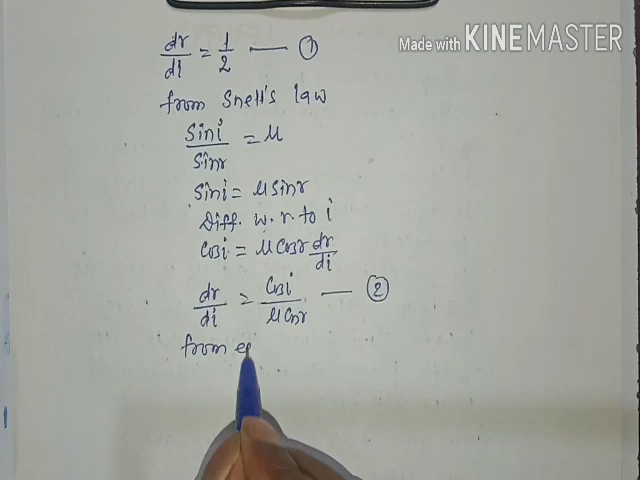 Made with KINEMASTER
dr/di = 1/2 — ①
from Snell's law
Sini/Sinr = μ
Sini = μ Sinr
Diff. w.r.to i
Cosi = μ Cosr dr/di
dr/di = Cosi/μ Cosr — ②
from e